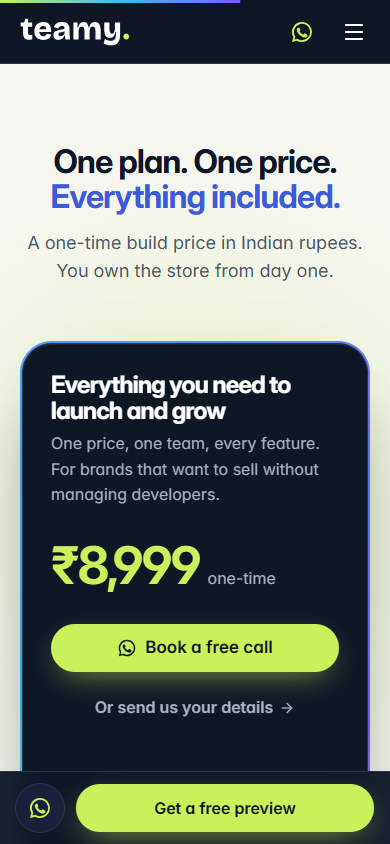 teamy.
One plan. One price.
Everything included.
A one-time build price in Indian rupees.
You own the store from day one.
Everything you need to
launch and grow
One price, one team, every feature.
For brands that want to sell without
managing developers.
₹8,999 one-time
Book a free call
Or send us your details →
Get a free preview